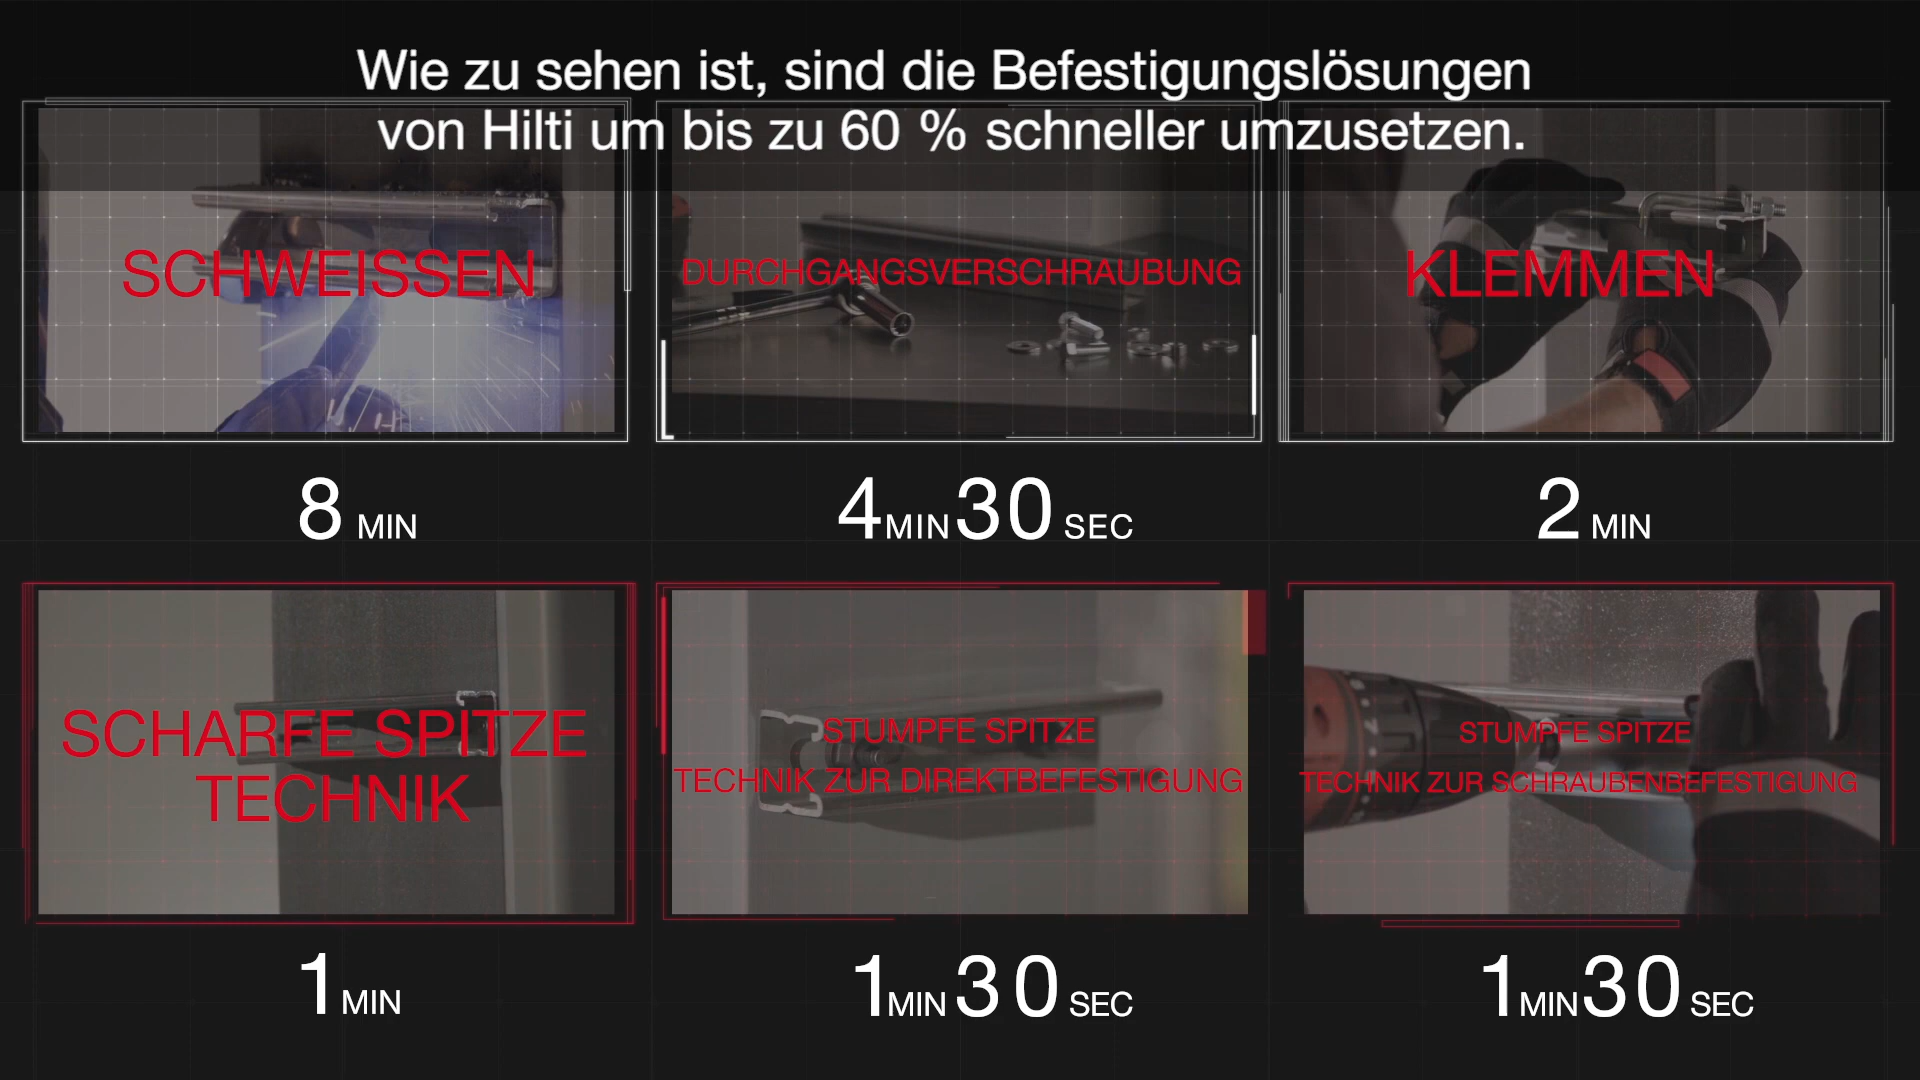 Wie zu sehen ist, sind die Befestigungslösungen
von Hilti um bis zu 60 % schneller umzusetzen.
SCHWEISSEN
DURCHGANGSVERSCHRAUBUNG
KLEMMEN
8 MIN
4 MIN 30 SEC
2 MIN
SCHARFE SPITZE
TECHNIK
STUMPFE SPITZE
TECHNIK ZUR DIREKTBEFESTIGUNG
STUMPFE SPITZE
TECHNIK ZUR SCHRAUBENBEFESTIGUNG
1 MIN
1 MIN 30 SEC
1 MIN 30 SEC